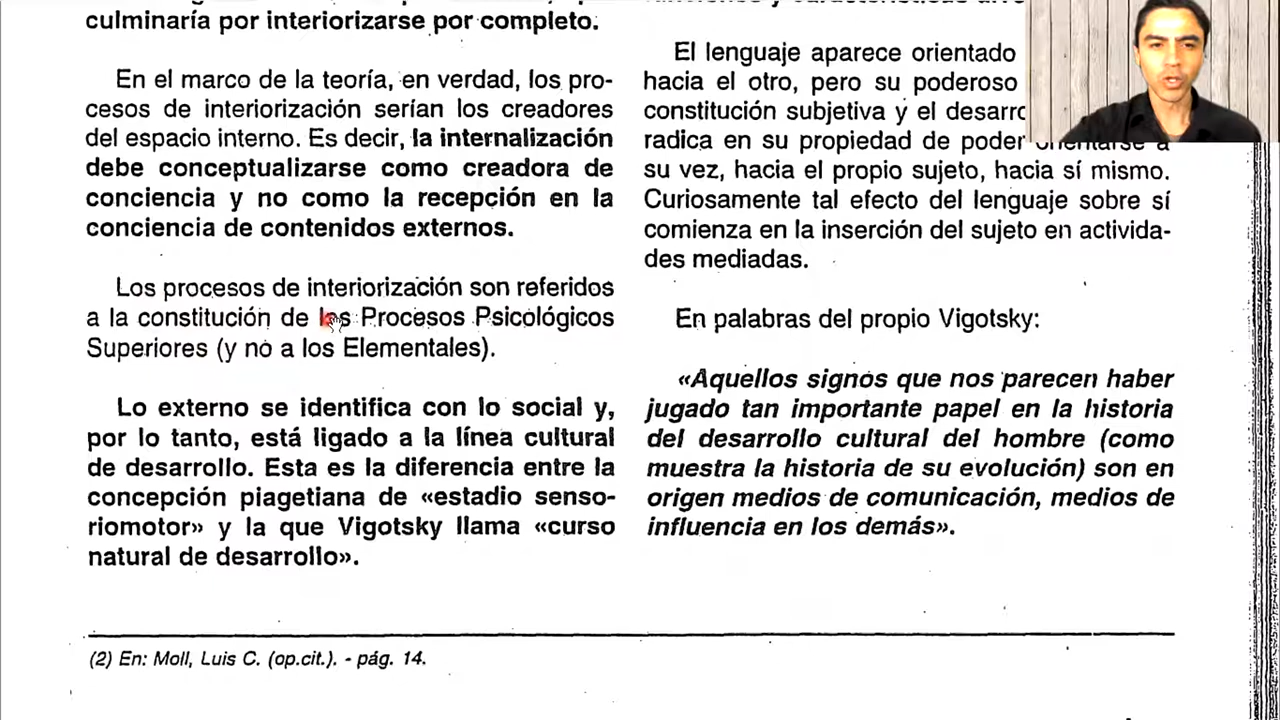 culminaría por interiorizarse por completo.
En el marco de la teoría, en verdad, los pro-
cesos de interiorización serían los creadores
del espacio interno. Es decir, la internalización
debe conceptualizarse como creadora de
conciencia y no como la recepción en la
conciencia de contenidos externos.
Los procesos de interiorización son referidos
a la constitución de los Procesos Psicológicos
Superiores (y no a los Elementales).
Lo externo se identifica con lo social y,
por lo tanto, está ligado a la línea cultural
de desarrollo. Esta es la diferencia entre la
concepción piagetiana de «estadio senso-
riomotor» y la que Vigotsky llama «curso
natural de desarrollo».
El lenguaje aparece orientado
hacia el otro, pero su poderoso
constitución subjetiva y el desarro
radica en su propiedad de poder orientarse a
su vez, hacia el propio sujeto, hacia sí mismo.
Curiosamente tal efecto del lenguaje sobre sí
comienza en la inserción del sujeto en activida-
des mediadas.
En palabras del propio Vigotsky:
«Aquellos signos que nos parecen haber
jugado tan importante papel en la historia
del desarrollo cultural del hombre (como
muestra la historia de su evolución) son en
origen medios de comunicación, medios de
influencia en los demás».
(2) En: Moll, Luis C. (op.cit.). - pág. 14.